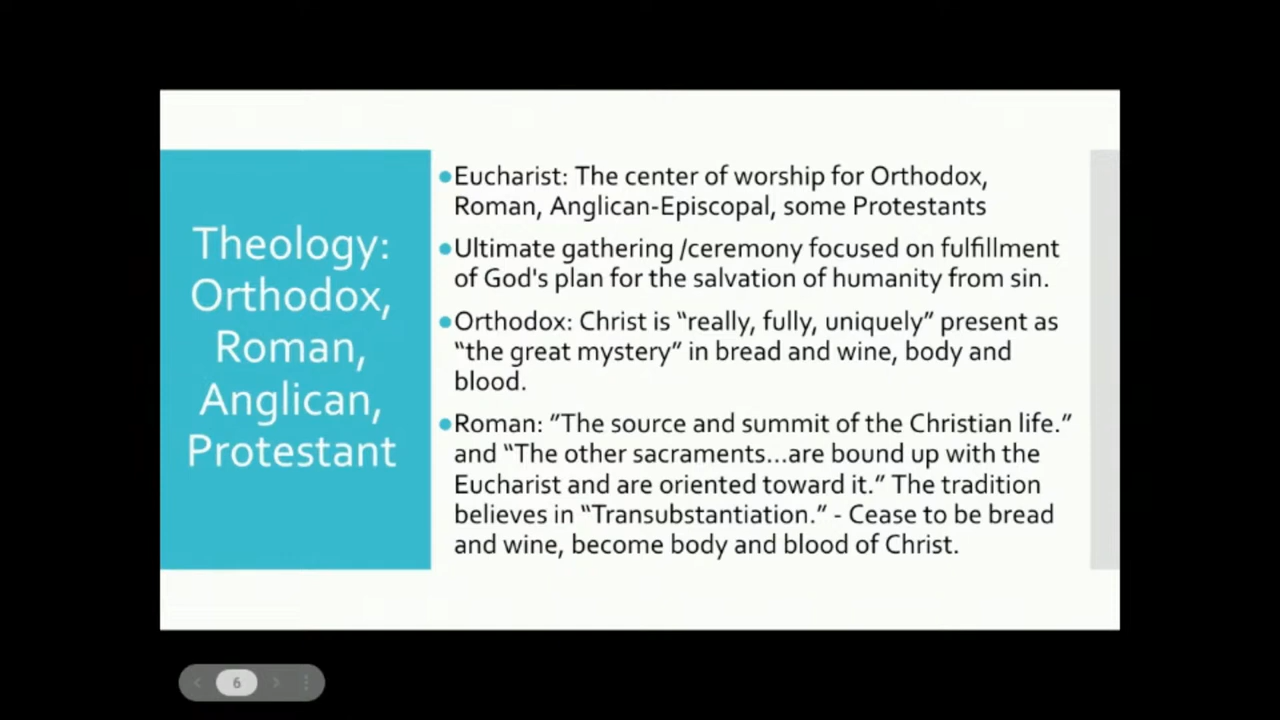 Theology:
Orthodox,
Roman,
Anglican,
Protestant
•Eucharist: The center of worship for Orthodox,
Roman, Anglican-Episcopal, some Protestants
•Ultimate gathering /ceremony focused on fulfillment
of God's plan for the salvation of humanity from sin.
•Orthodox: Christ is “really, fully, uniquely” present as
“the great mystery” in bread and wine, body and
blood.
•Roman: ”The source and summit of the Christian life.”
and “The other sacraments...are bound up with the
Eucharist and are oriented toward it.” The tradition
believes in “Transubstantiation.” - Cease to be bread
and wine, become body and blood of Christ.
6